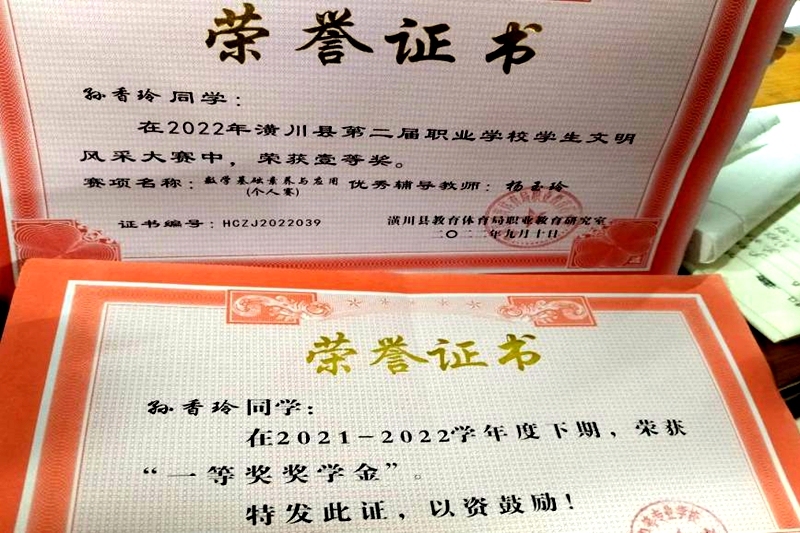 荣誉证书
孙香玲同学：
在2022年潢川县第二届职业学校学生文明
风采大赛中，荣获壹等奖。
赛项名称：数学基础素养与应用（个人赛） 优秀辅导教师：杨玉玲
证书编号：HCZJ2022039
潢川县教育体育局职业教育研究室
二〇二二年九月十日
荣誉证书
孙香玲同学：
在2021-2022学年度下期，荣获
“一等奖奖学金”。
特发此证，以资鼓励！